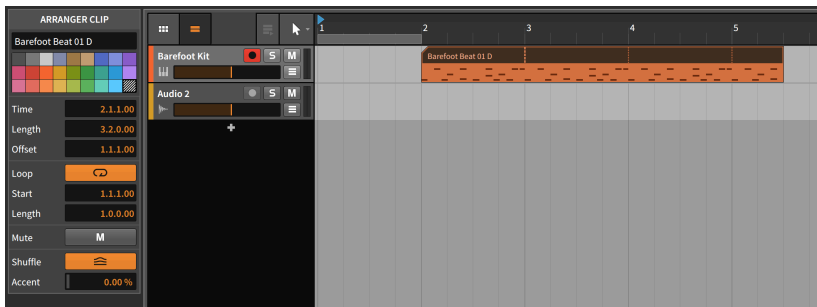 ARRANGER CLIP
Barefoot Beat 01 D
Time 2.1.1.00
Length 3.2.0.00
Offset 1.1.1.00
Loop
Start 1.1.1.00
Length 1.0.0.00
Mute M
Shuffle
Accent 0.00 %
1 2 3 4 5
Barefoot Kit S M
Barefoot Beat 01 D
Audio 2 S M